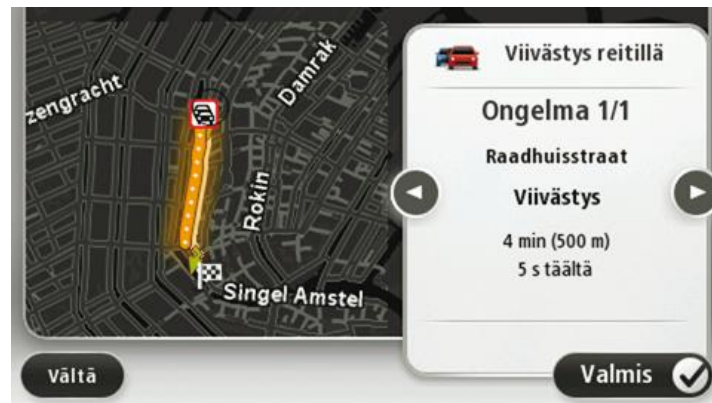 zengracht
Damrak
Rokin
Singel Amstel
Viivästys reitillä
Ongelma 1/1
Raadhuisstraat
Viivästys
4 min (500 m)
5 s täältä
Vältä
Valmis